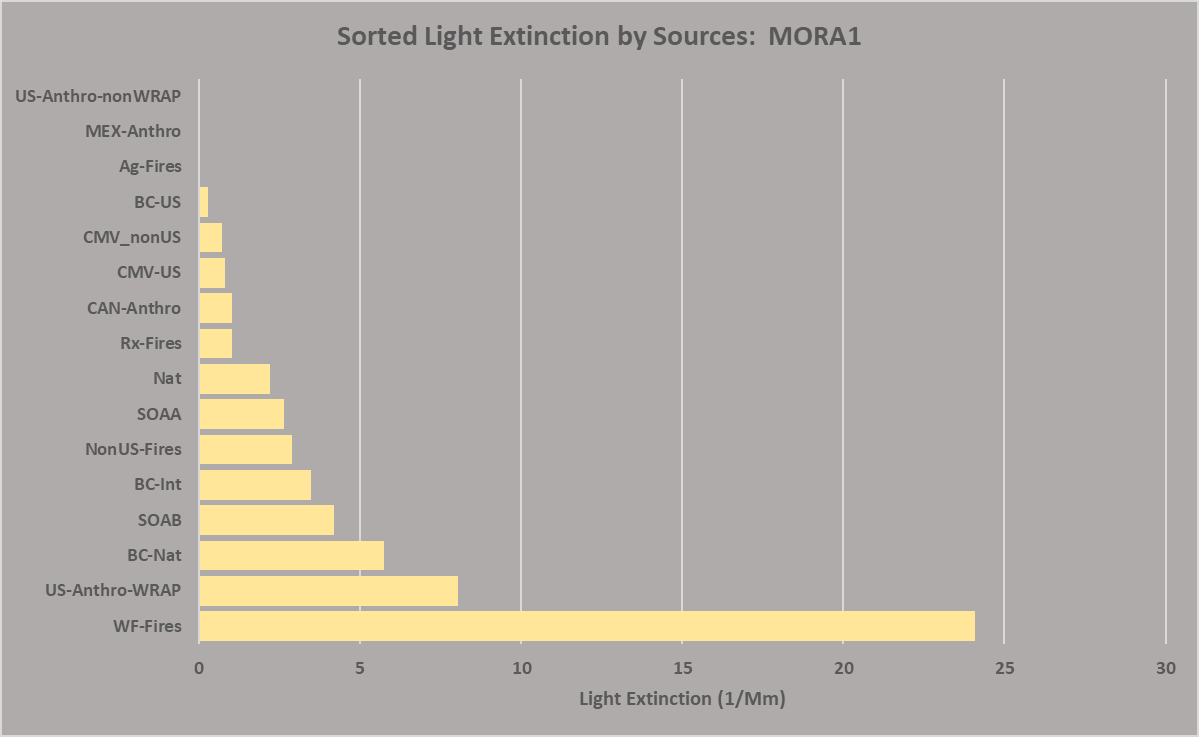 Sorted Light Extinction by Sources:  MORA1
US-Anthro-nonWRAP
MEX-Anthro
Ag-Fires
BC-US
CMV_nonUS
CMV-US
CAN-Anthro
Rx-Fires
Nat
SOAA
NonUS-Fires
BC-Int
SOAB
BC-Nat
US-Anthro-WRAP
WF-Fires
0 5 10 15 20 25 30
Light Extinction (1/Mm)